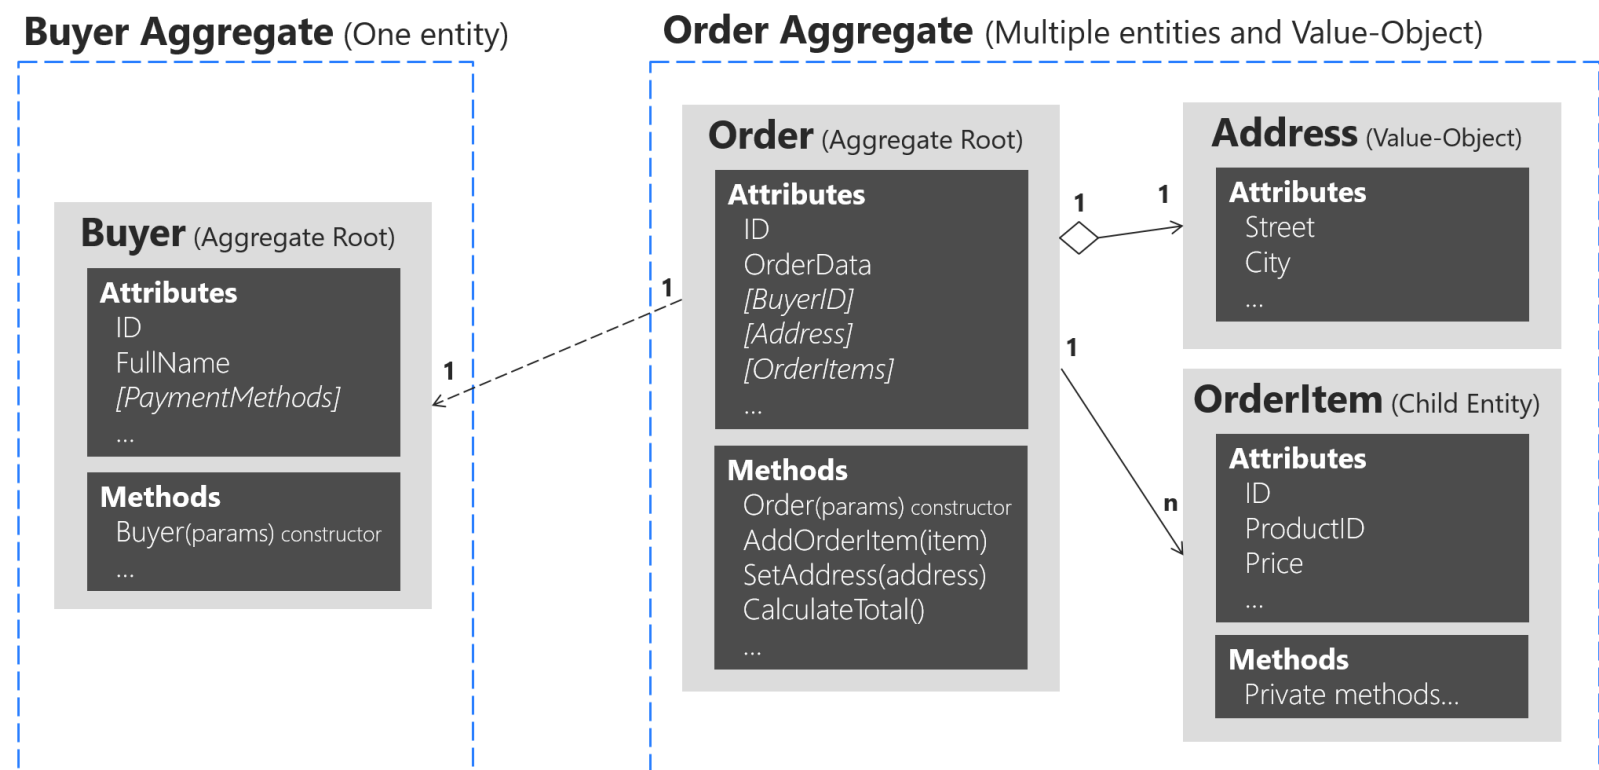 Buyer Aggregate (One entity)
Buyer (Aggregate Root)
Attributes
ID
FullName
[PaymentMethods]
...
Methods
Buyer(params) constructor
...
1
1
Order Aggregate (Multiple entities and Value-Object)
Order (Aggregate Root)
Attributes
ID
OrderData
[BuyerID]
[Address]
[OrderItems]
...
Methods
Order(params) constructor
AddOrderItem(item)
SetAddress(address)
CalculateTotal()
...
1
1
1
n
Address (Value-Object)
Attributes
Street
City
...
OrderItem (Child Entity)
Attributes
ID
ProductID
Price
...
Methods
Private methods...